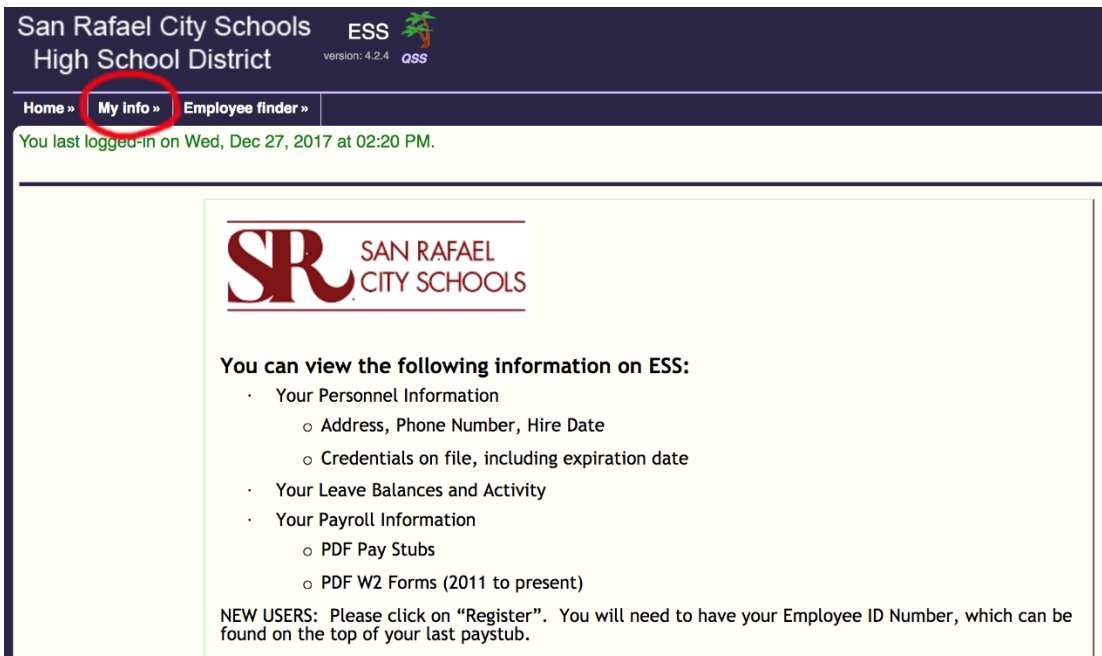 San Rafael City Schools
High School District
ESS
version: 4.2.4 QSS
Home » My info » Employee finder »
You last logged-in on Wed, Dec 27, 2017 at 02:20 PM.
SR SAN RAFAEL
CITY SCHOOLS
You can view the following information on ESS:
· Your Personnel Information
o Address, Phone Number, Hire Date
o Credentials on file, including expiration date
· Your Leave Balances and Activity
· Your Payroll Information
o PDF Pay Stubs
o PDF W2 Forms (2011 to present)
NEW USERS: Please click on “Register”. You will need to have your Employee ID Number, which can be
found on the top of your last paystub.